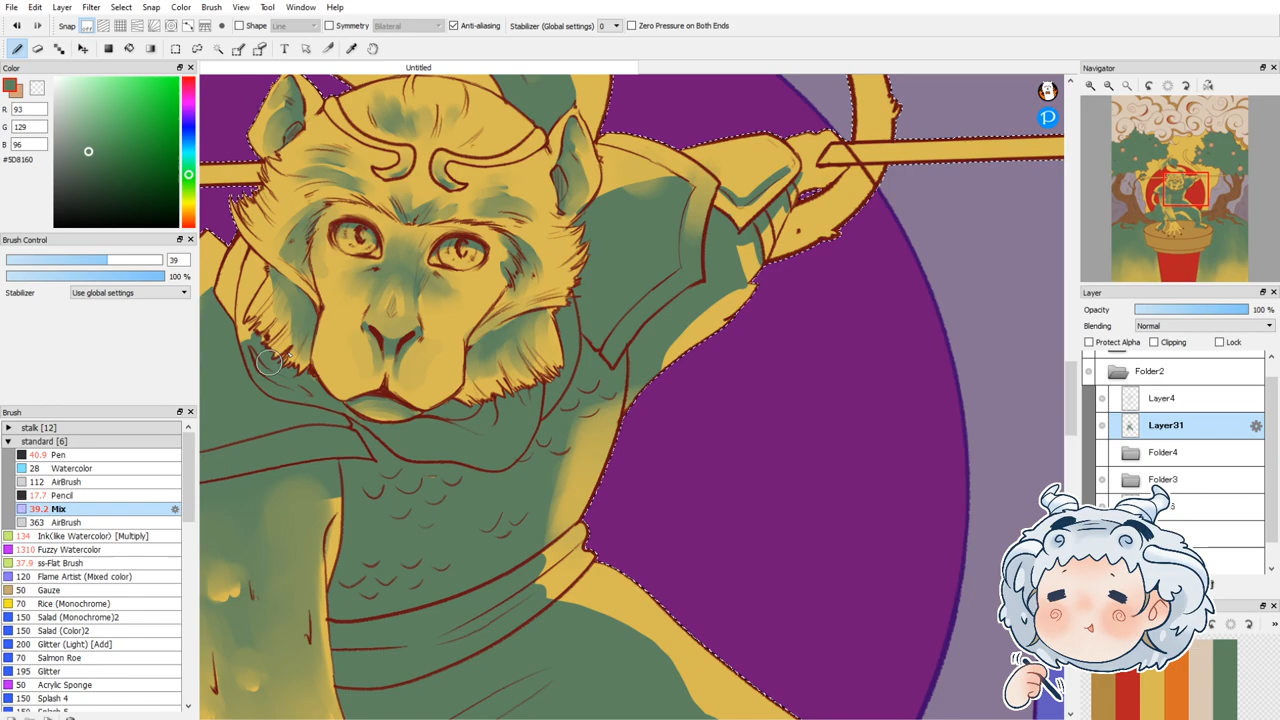 File Edit Layer Filter Select Snap Color Brush View Tool Window Help
Snap off Shape Line Symmetry Bilateral Anti-aliasing Stabilizer (Global settings) 0 Zero Pressure on Both Ends
Color
Untitled
Navigator
R 93
G 129
B 96
#5D8160
Brush Control
39
100 %
Stabilizer Use global settings
Layer
Opacity 100 %
Blending Normal
Protect Alpha Clipping Lock
Folder2
Layer4
Layer31
Folder4
Folder3
Brush
stalk [12]
standard [6]
40.9 Pen
28 Watercolor
112 AirBrush
17.7 Pencil
39.2 Mix
363 AirBrush
134 Ink(like Watercolor) [Multiply]
1310 Fuzzy Watercolor
37.9 ss-Flat Brush
120 Flame Artist (Mixed color)
50 Gauze
70 Rice (Monochrome)
150 Salad (Monochrome)2
150 Salad (Color)2
200 Glitter (Light) [Add]
70 Salmon Roe
195 Glitter
50 Acrylic Sponge
150 Splash 4
150 Splash 5